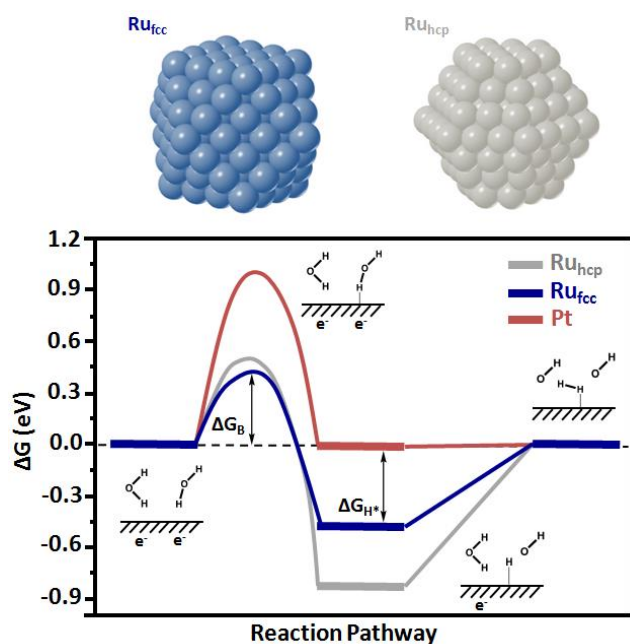 Ru_fcc Ru_hcp
1.2
0.9
0.6
0.3
0.0
-0.3
-0.6
-0.9
ΔG (eV)
Ru_hcp
Ru_fcc
Pt
ΔG_B
ΔG_H*
H
O
H
H
O
H
e⁻ e⁻
H
O
H
H
O
H
e⁻ e⁻
H
O
H
H
O
H
e⁻
O
H
H
H
O
H
Reaction Pathway